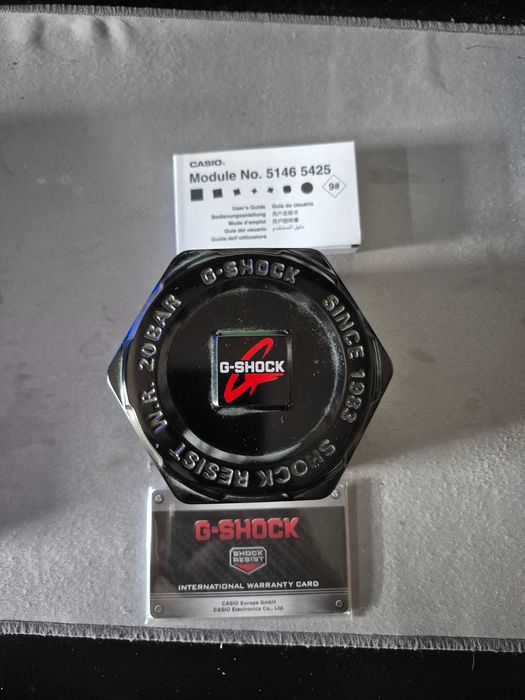 CASIO®
Module No. 5146 5425
9#
User's Guide
Bedienungsanleitung
Mode d'emploi
Guía del usuario
Guida dell'utilizzatore
Guia do Usuário
用户说明书
用戶說明書
دليل المستخدم
G-SHOCK
SINCE 1983
SHOCK RESIST
W.R. 20BAR
G-SHOCK
G-SHOCK
SHOCK
RESIST
INTERNATIONAL WARRANTY CARD
CASIO Europe GmbH
CASIO Electronics Co., Ltd.